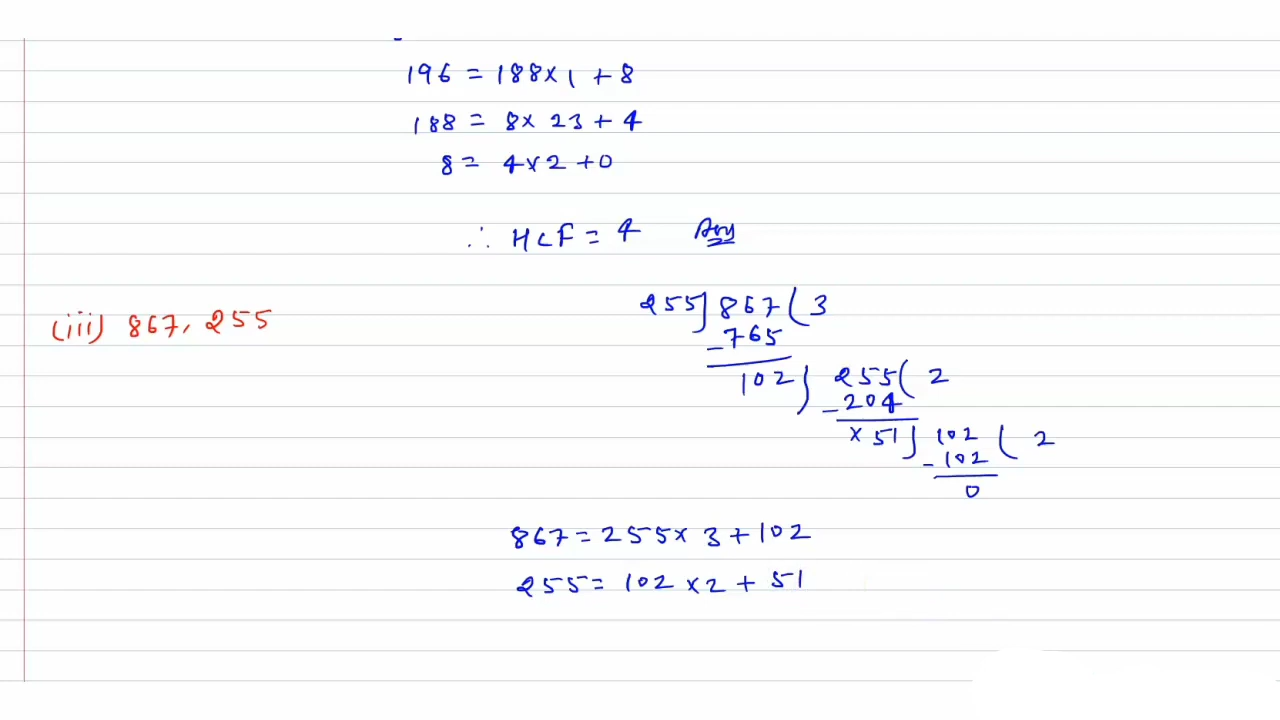 196 = 188 × 1 + 8
188 = 8 × 23 + 4
8 = 4 × 2 + 0
∴ HCF = 4 Ans
(iii) 867, 255
255) 867 ( 3
- 765
102) 255 ( 2
- 204
× 51) 102 ( 2
- 102
0
867 = 255 × 3 + 102
255 = 102 × 2 + 51